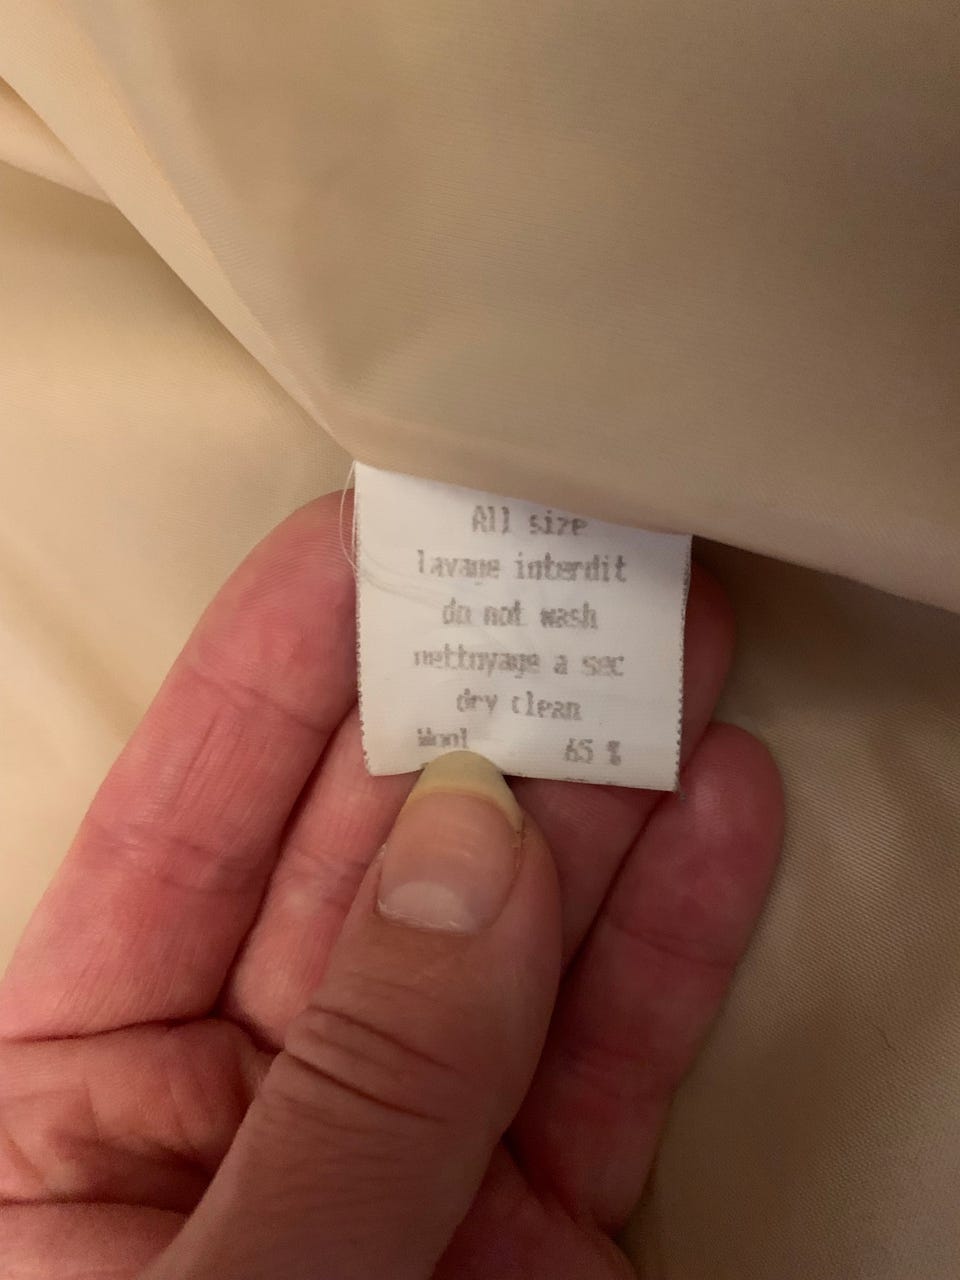 All size
lavage interdit
do not wash
nettoyage a sec
dry clean
Wool 65 %